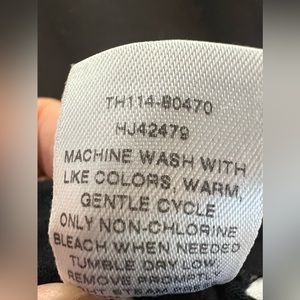 TH114-80470
HJ42479
MACHINE WASH WITH
LIKE COLORS, WARM,
GENTLE CYCLE
ONLY NON-CHLORINE
BLEACH WHEN NEEDED
TUMBLE DRY LOW
REMOVE PROMPTLY
STEAM